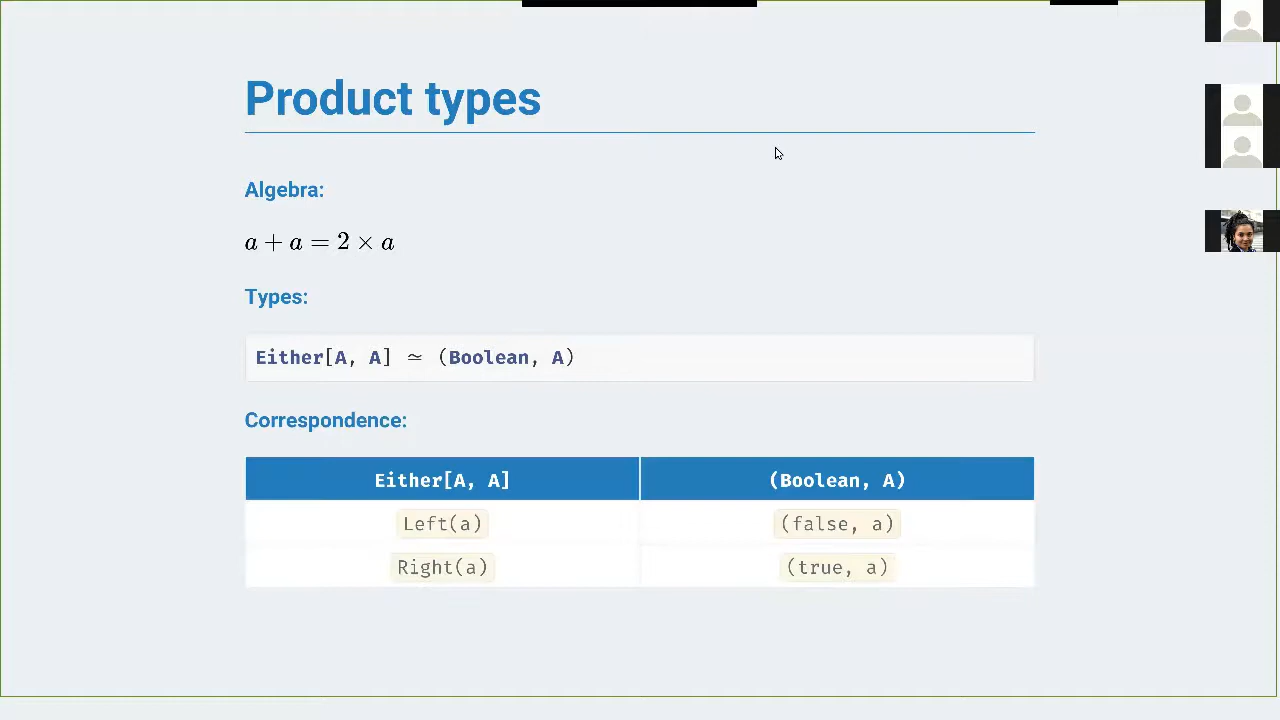 Product types
Algebra:
a + a = 2 × a
Types:
Either[A, A] ≃ (Boolean, A)
Correspondence:
Either[A, A] (Boolean, A)
Left(a) (false, a)
Right(a) (true, a)